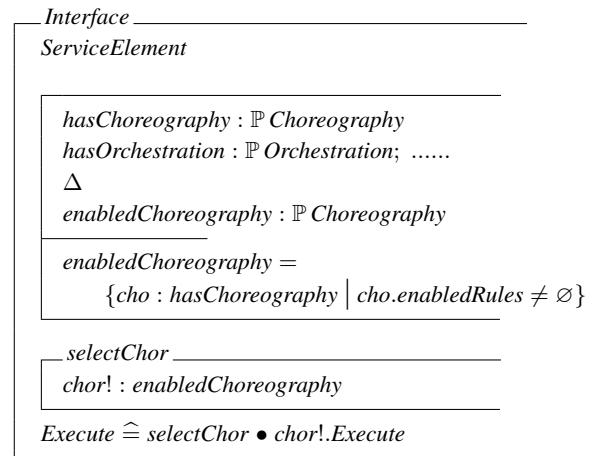 Interface
ServiceElement
hasChoreography : ℙ Choreography
hasOrchestration : ℙ Orchestration; ......
Δ
enabledChoreography : ℙ Choreography
enabledChoreography =
{cho : hasChoreography | cho.enabledRules ≠ ∅}
selectChor
chor! : enabledChoreography
Execute ≙ selectChor • chor!.Execute